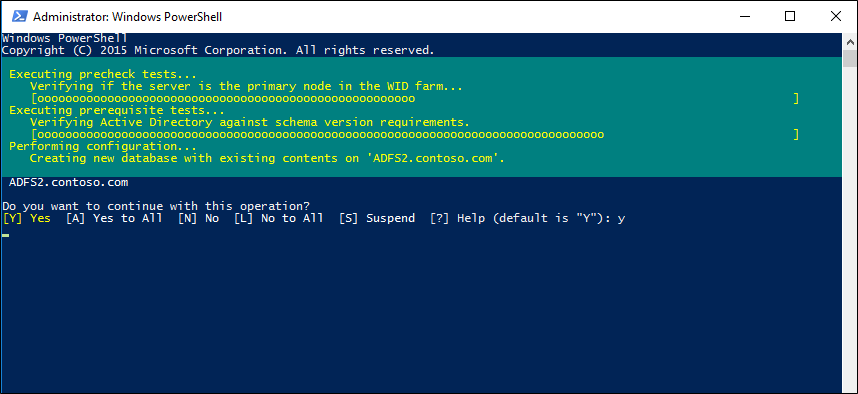 Administrator: Windows PowerShell
Windows PowerShell
Copyright (C) 2015 Microsoft Corporation. All rights reserved.
Executing precheck tests...
Verifying if the server is the primary node in the WID farm...
[oooooooooooooooooooooooooooooooooooooooooooooooooooooo ]
Executing prerequisite tests...
Verifying Active Directory against schema version requirements.
[ooooooooooooooooooooooooooooooooooooooooooooooooooooooooooooooooooooooooooooooooo ]
Performing configuration...
Creating new database with existing contents on 'ADFS2.contoso.com'.
ADFS2.contoso.com
Do you want to continue with this operation?
[Y] Yes  [A] Yes to All  [N] No  [L] No to All  [S] Suspend  [?] Help (default is "Y"): y